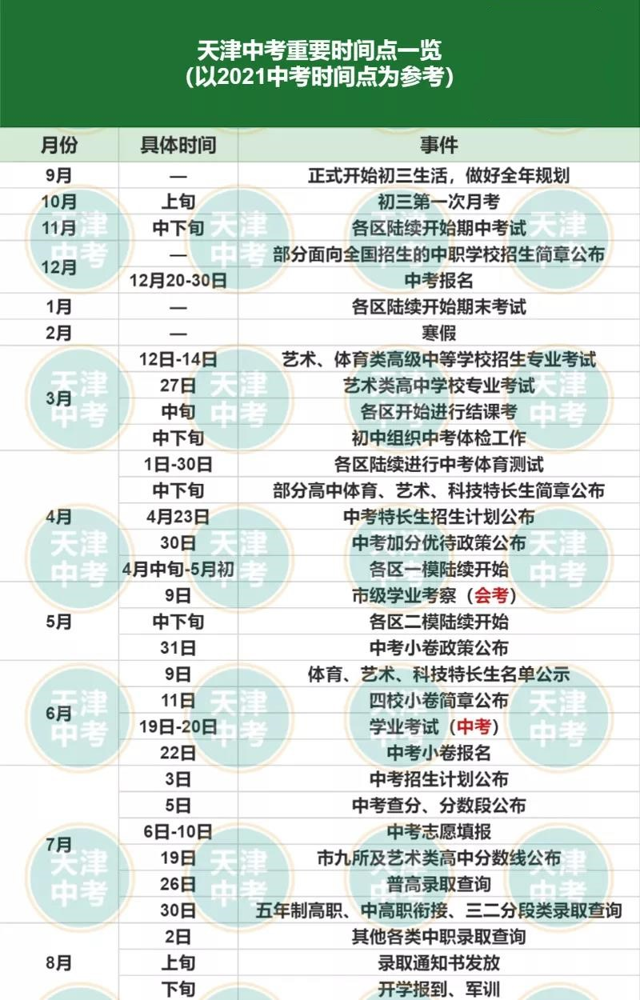 天津中考重要时间点一览
（以2021中考时间点为参考）
月份 具体时间 事件
9月 — 正式开始初三生活，做好全年规划
10月 上旬 初三第一次月考
11月 中下旬 各区陆续开始期中考试
12月 — 部分面向全国招生的中职学校招生简章公布
12月20-30日 中考报名
1月 — 各区陆续开始期末考试
2月 — 寒假
3月 12日-14日 艺术、体育类高级中等学校招生专业考试
27日 艺术类高中学校专业考试
中旬 各区开始进行结课考
中下旬 初中组织中考体检工作
4月 1日-30日 各区陆续进行中考体育测试
中下旬 部分高中体育、艺术、科技特长生简章公布
4月23日 中考特长生招生计划公布
30日 中考加分优待政策公布
4月中旬-5月初 各区一模陆续开始
5月 9日 市级学业考察（会考）
中下旬 各区二模陆续开始
31日 中考小卷政策公布
6月 9日 体育、艺术、科技特长生名单公示
11日 四校小卷简章公布
19日-20日 学业考试（中考）
22日 中考小卷报名
7月 3日 中考招生计划公布
5日 中考查分、分数段公布
6日-10日 中考志愿填报
19日 市九所及艺术类高中分数线公布
26日 普高录取查询
30日 五年制高职、中高职衔接、三二分段类录取查询
8月 2日 其他各类中职录取查询
上旬 录取通知书发放
下旬 开学报到、军训